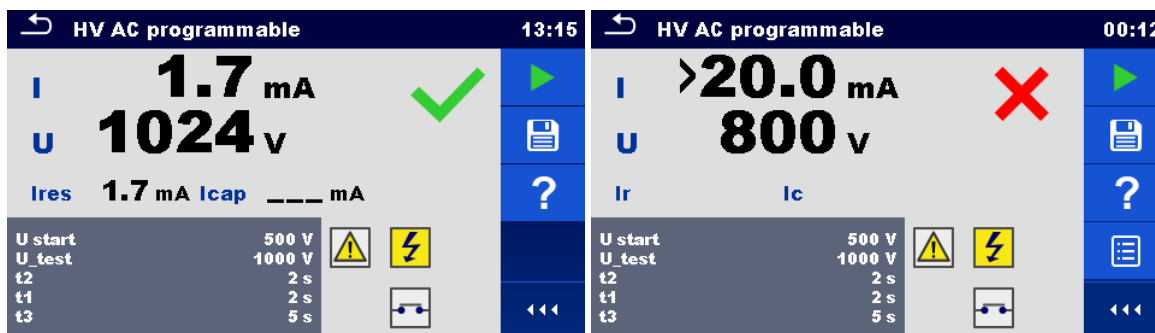 HV AC programmable 13:15
I 1.7 mA
U 1024 V
Ires 1.7 mA Icap ___ mA
?
U start 500 V
U_test 1000 V
t2 2 s
t1 2 s
t3 5 s
HV AC programmable 00:12
I >20.0 mA
U 800 V
Ir Ic
?
U start 500 V
U_test 1000 V
t2 2 s
t1 2 s
t3 5 s